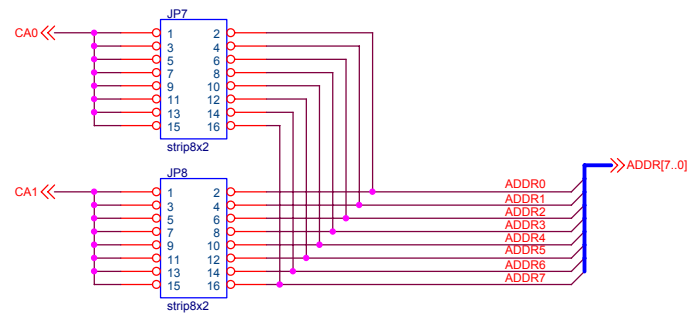 JP7
CA0
1 2
3 4
5 6
7 8
9 10
11 12
13 14
15 16
strip8x2
ADDR[7..0]
JP8
CA1
1 2 ADDR0
3 4 ADDR1
5 6 ADDR2
7 8 ADDR3
9 10 ADDR4
11 12 ADDR5
13 14 ADDR6
15 16 ADDR7
strip8x2